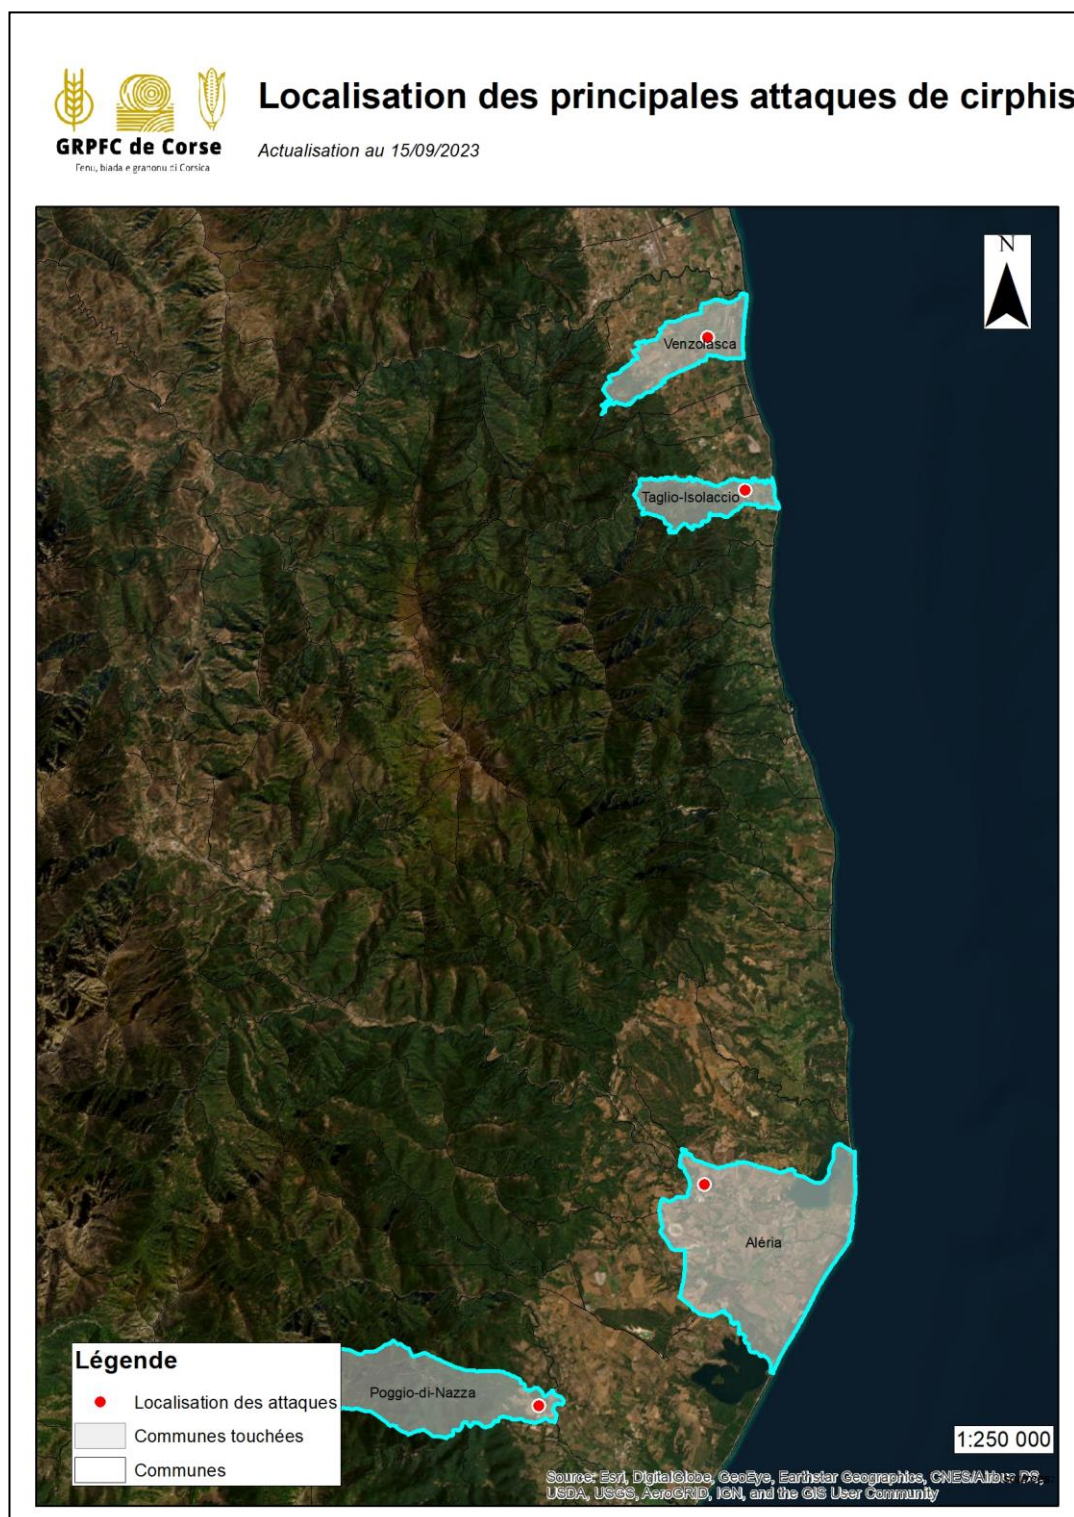 Localisation des principales attaques de cirphis
GRPFC de Corse
Fenu, biada e granonu di Corsica
Actualisation au 15/09/2023
N
Venzolasca
Taglio-Isolaccio
Aléria
Poggio-di-Nazza
Légende
Localisation des attaques
Communes touchées
Communes
1:250 000
Source: Esri, DigitalGlobe, GeoEye, Earthstar Geographics, CNES/Airbus DS,
USDA, USGS, AeroGRID, IGN, and the GIS User Community